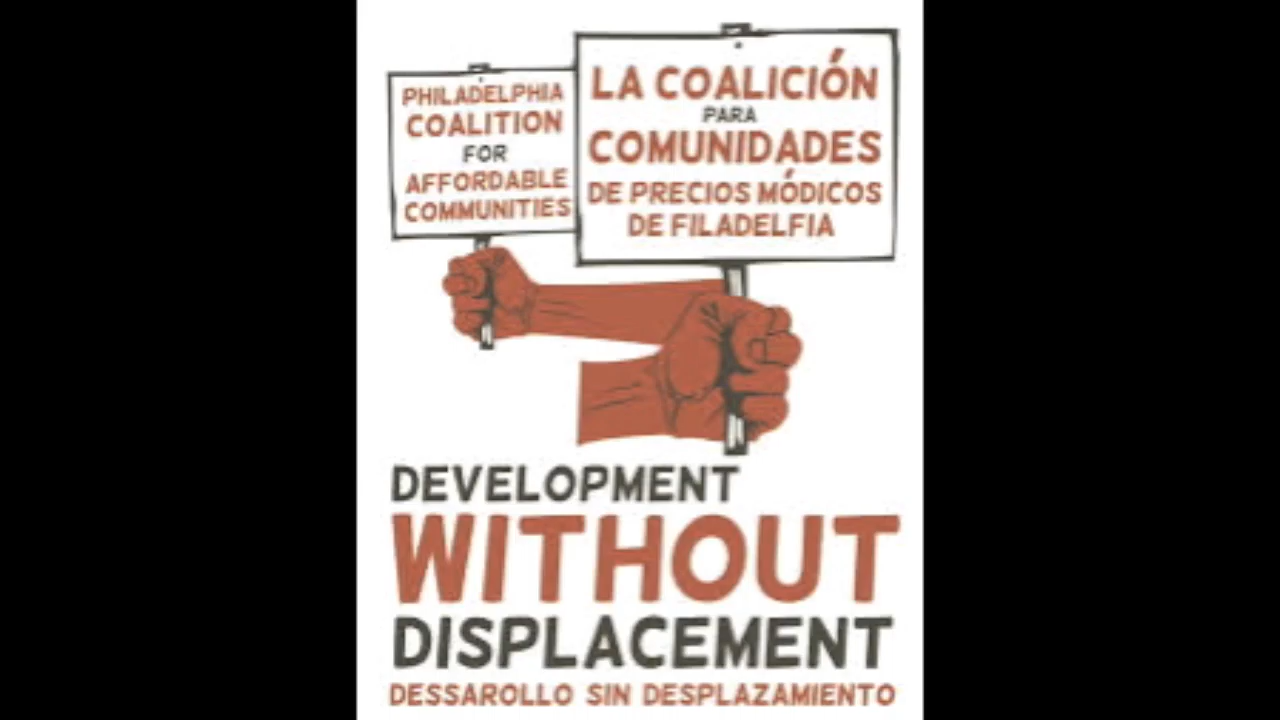 PHILADELPHIA
COALITION
FOR
AFFORDABLE
COMMUNITIES
LA COALICIÓN
PARA
COMUNIDADES
DE PRECIOS MÓDICOS
DE FILADELFIA
DEVELOPMENT
WITHOUT
DISPLACEMENT
DESSAROLLO SIN DESPLAZAMIENTO